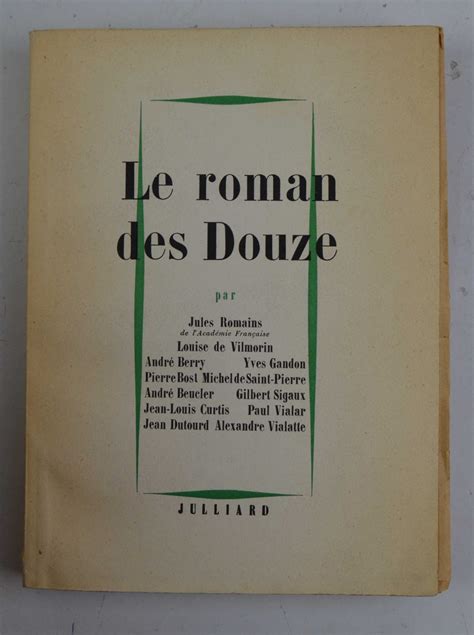 Le roman
des Douze
par
Jules Romains
de l'Académie Française
Louise de Vilmorin
André Berry Yves Gandon
Pierre Bost Michel de Saint-Pierre
André Beucler Gilbert Sigaux
Jean-Louis Curtis Paul Vialar
Jean Dutourd Alexandre Vialatte
JULLIARD